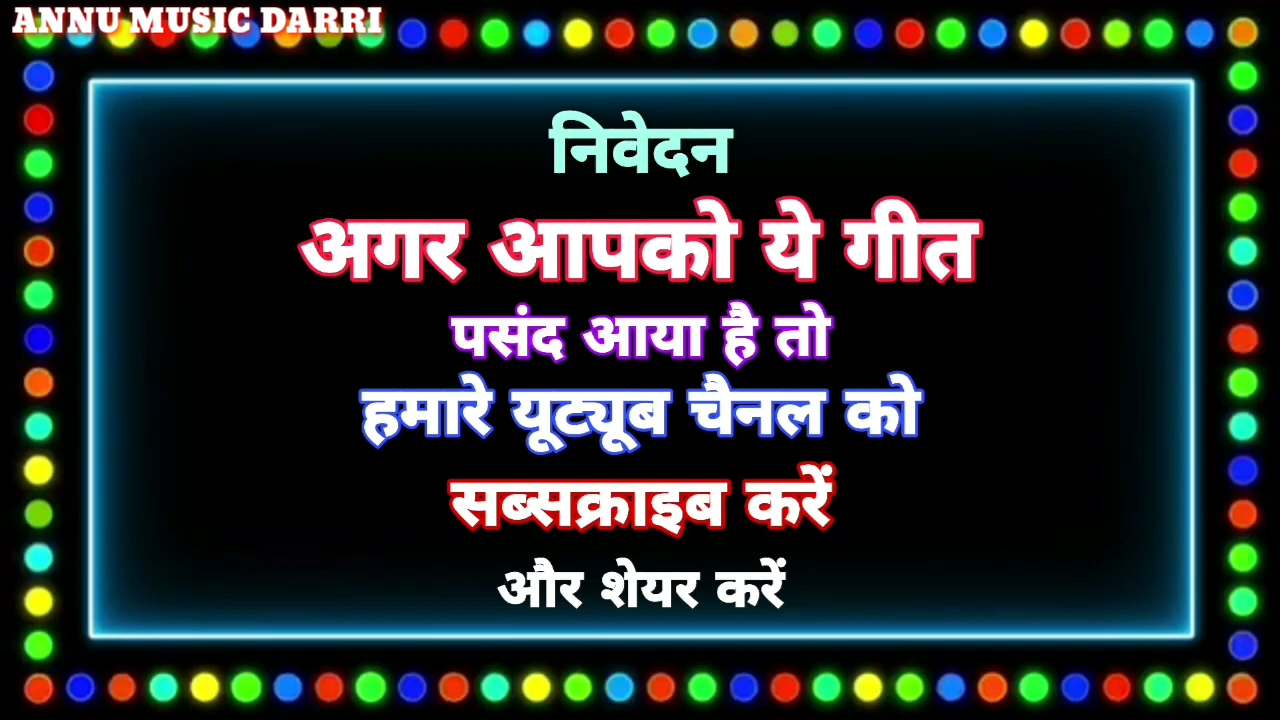 ANNU MUSIC DARRI
निवेदन
अगर आपको ये गीत
पसंद आया है तो
हमारे यूट्यूब चैनल को
सब्सक्राइब करें
और शेयर करें